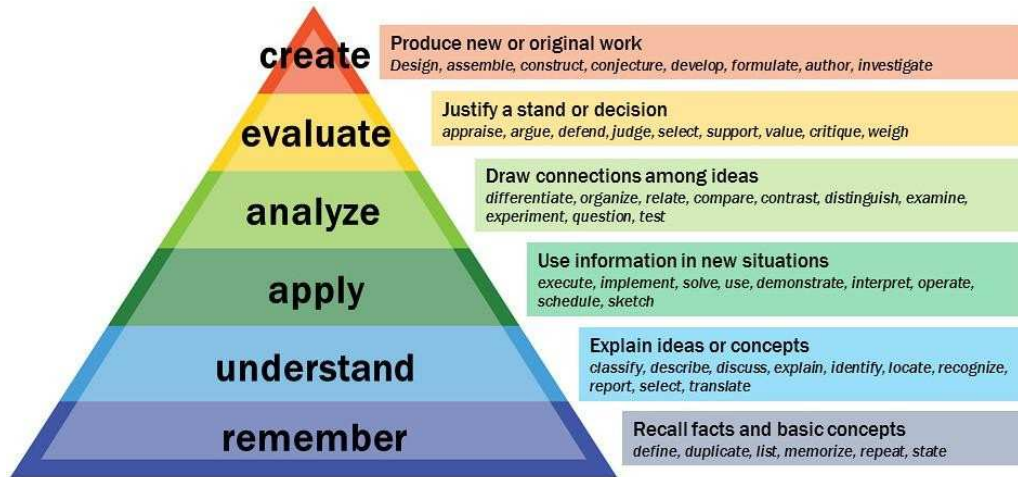 create
Produce new or original work
Design, assemble, construct, conjecture, develop, formulate, author, investigate
evaluate
Justify a stand or decision
appraise, argue, defend, judge, select, support, value, critique, weigh
analyze
Draw connections among ideas
differentiate, organize, relate, compare, contrast, distinguish, examine,
experiment, question, test
apply
Use information in new situations
execute, implement, solve, use, demonstrate, interpret, operate,
schedule, sketch
understand
Explain ideas or concepts
classify, describe, discuss, explain, identify, locate, recognize,
report, select, translate
remember
Recall facts and basic concepts
define, duplicate, list, memorize, repeat, state